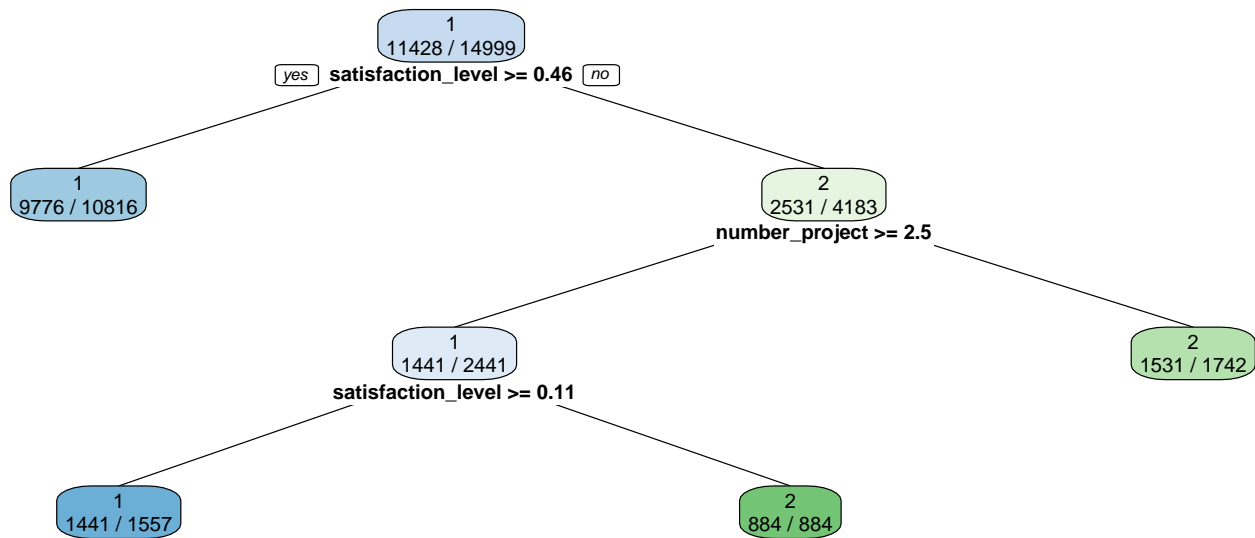 1
11428 / 14999
yes satisfaction_level >= 0.46 no
1
9776 / 10816
2
2531 / 4183
number_project >= 2.5
1
1441 / 2441
satisfaction_level >= 0.11
2
1531 / 1742
1
1441 / 1557
2
884 / 884